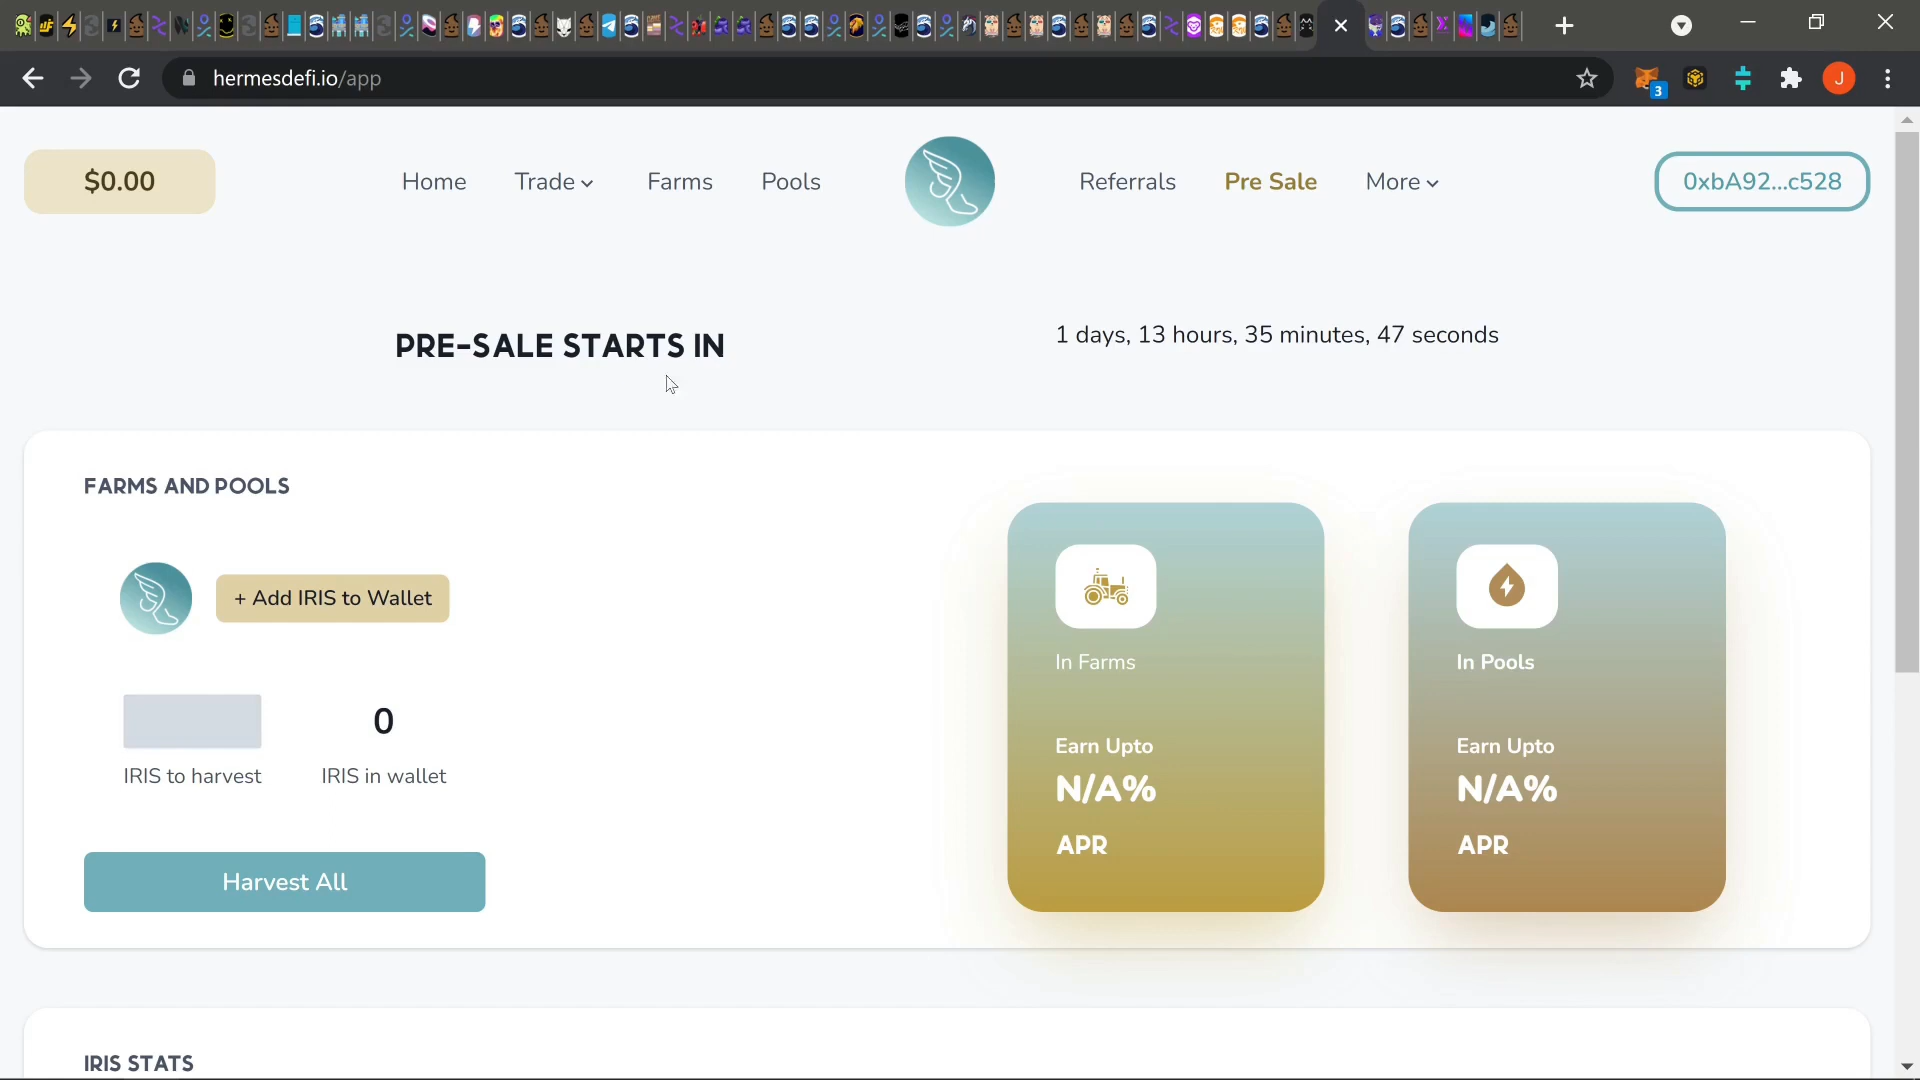 hermesdefi.io/app
3
J
$0.00
Home
Trade
Farms
Pools
Referrals
Pre Sale
More
0xbA92...c528
PRE-SALE STARTS IN
1 days, 13 hours, 35 minutes, 47 seconds
FARMS AND POOLS
+ Add IRIS to Wallet
0
IRIS to harvest
IRIS in wallet
Harvest All
In Farms
Earn Upto
N/A%
APR
In Pools
Earn Upto
N/A%
APR
IRIS STATS